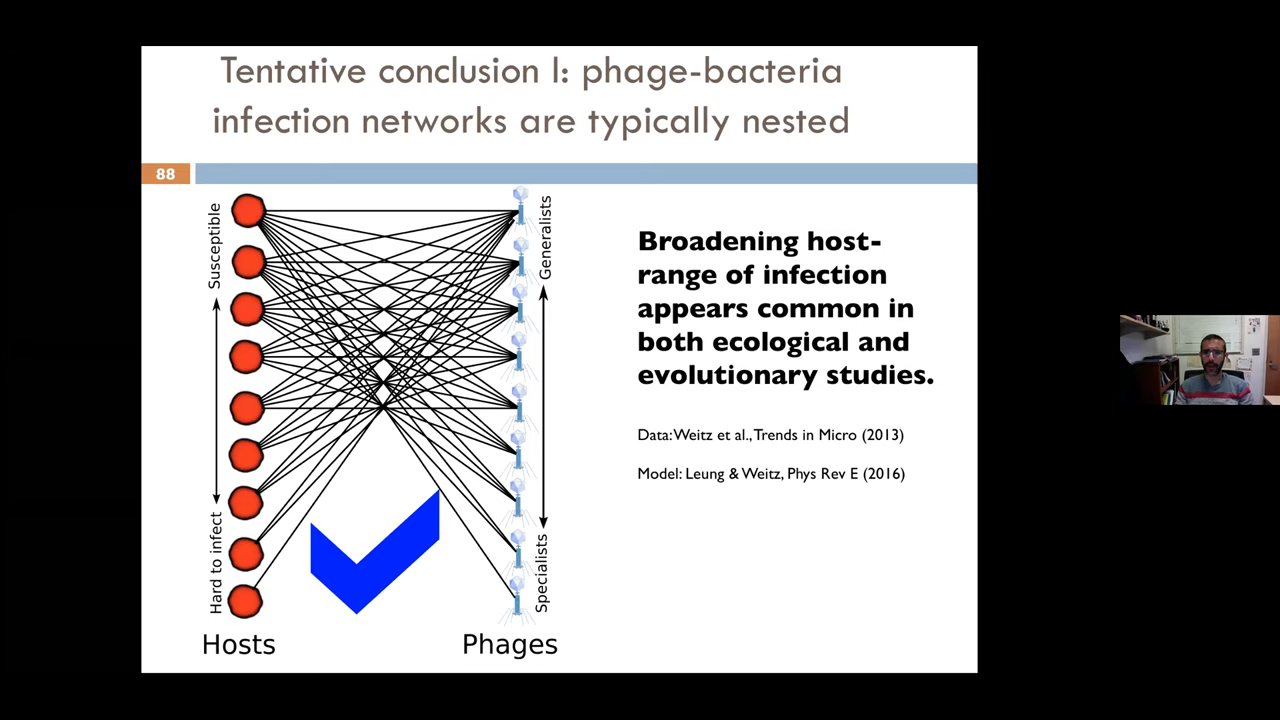 Tentative conclusion I: phage-bacteria
infection networks are typically nested
88
Susceptible
Hard to infect
Generalists
Specialists
Hosts
Phages
Broadening host-
range of infection
appears common in
both ecological and
evolutionary studies.
Data: Weitz et al., Trends in Micro (2013)
Model: Leung & Weitz, Phys Rev E (2016)